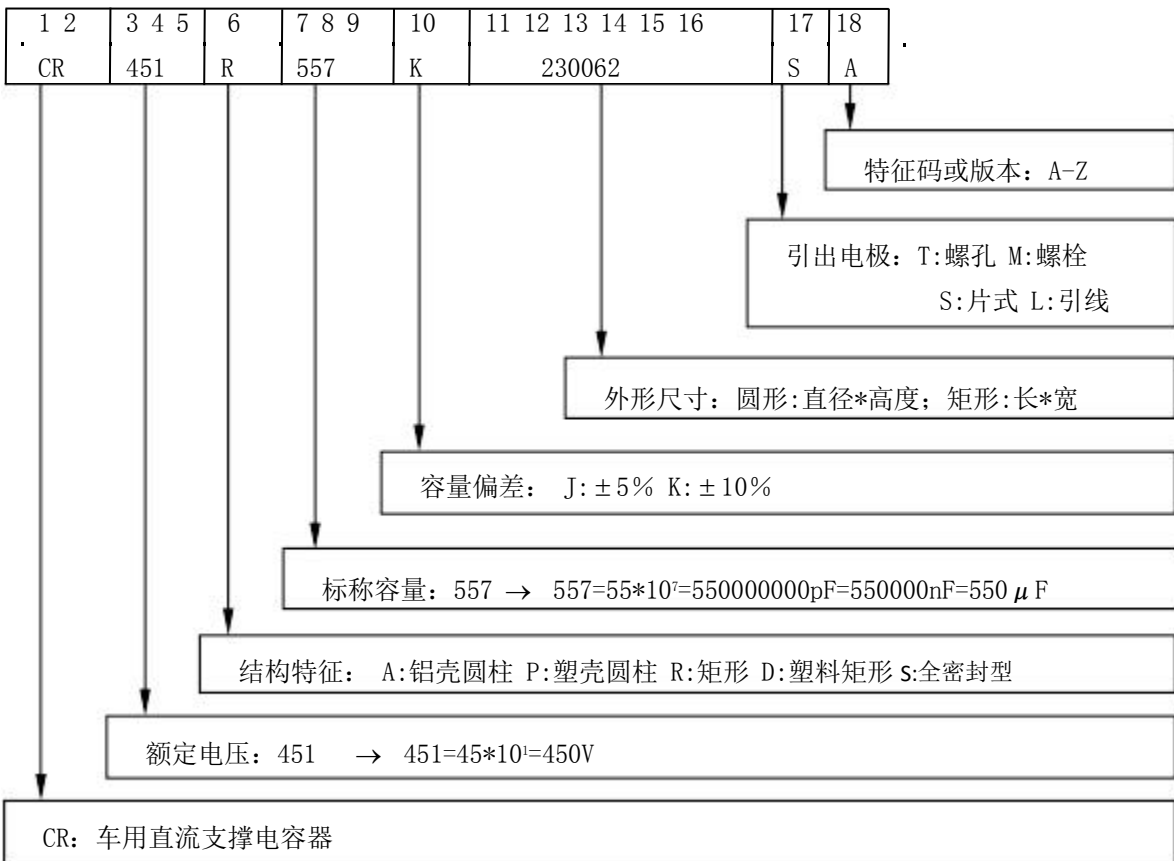 1 2 3 4 5 6 7 8 9 10 11 12 13 14 15 16 17 18
CR 451 R 557 K 230062 S A
特征码或版本: A-Z
引出电极: T:螺孔 M:螺栓
S:片式 L:引线
外形尺寸: 圆形:直径*高度; 矩形:长*宽
容量偏差: J:±5% K:±10%
标称容量: 557 → 557=55*10⁷=550000000pF=550000nF=550μF
结构特征: A:铝壳圆柱 P:塑壳圆柱 R:矩形 D:塑料矩形 S:全密封型
额定电压: 451 → 451=45*10¹=450V
CR: 车用直流支撑电容器